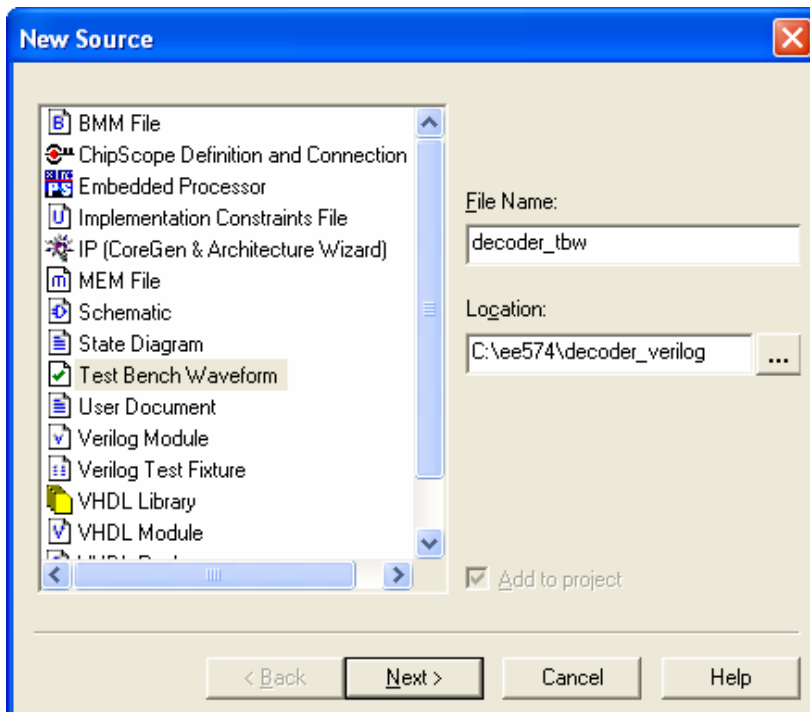 New Source
BMM File
ChipScope Definition and Connection
Embedded Processor
Implementation Constraints File
IP (CoreGen & Architecture Wizard)
MEM File
Schematic
State Diagram
Test Bench Waveform
User Document
Verilog Module
Verilog Test Fixture
VHDL Library
VHDL Module
File Name:
decoder_tbw
Location:
C:\ee574\decoder_verilog
...
Add to project
< Back
Next >
Cancel
Help